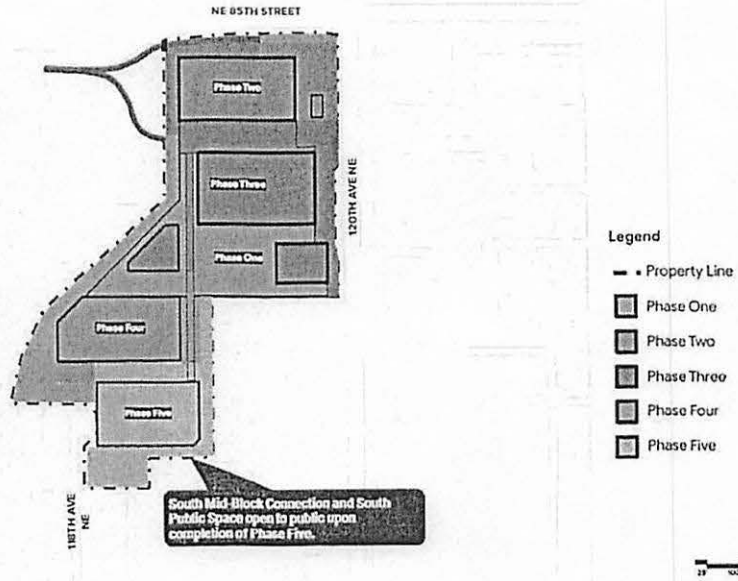 NE 85TH STREET
Phase Two
Phase Three
120TH AVE NE
Phase One
Phase Four
Phase Five
118TH AVE
NE
South Mid-Block Connection and South
Public Space open to public upon
completion of Phase Five.
Legend
Property Line
Phase One
Phase Two
Phase Three
Phase Four
Phase Five